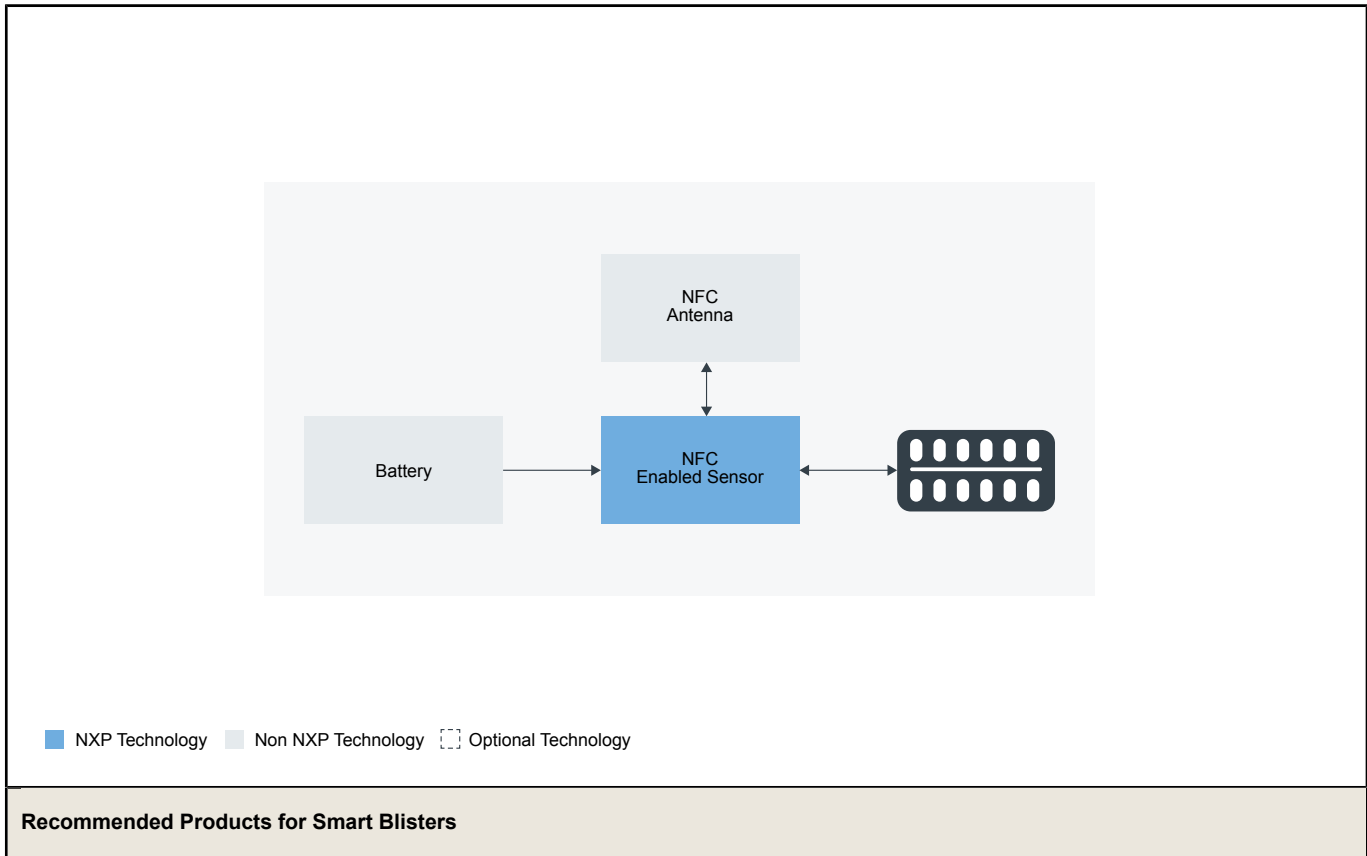 NFC
Antenna
Battery
NFC
Enabled Sensor
NXP Technology Non NXP Technology Optional Technology
Recommended Products for Smart Blisters